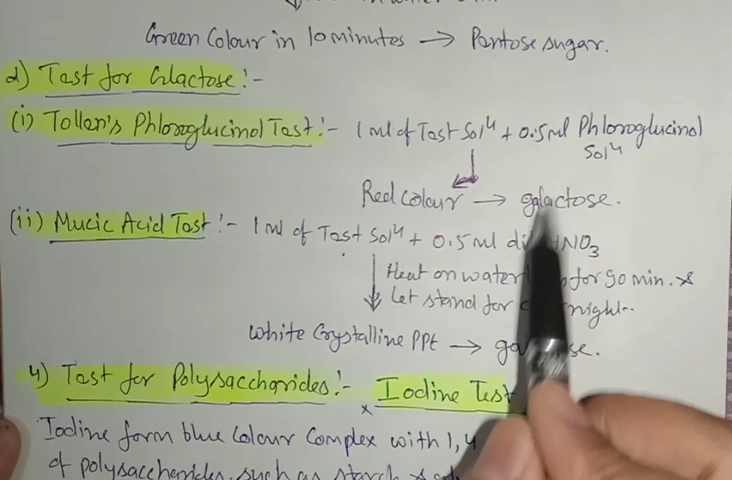 Green Colour in 10 minutes → Pentose sugar.
d) Test for Galactose:-
(i) Tollen's Phloroglucinol Test:- 1 ml of Test Solⁿ + 0.5 ml Phloroglucinol Solⁿ
Red Colour → galactose.
(ii) Mucic Acid Test:- 1 ml of Test Solⁿ + 0.5 ml dil HNO3
Heat on water for 90 min. &
Let stand for
White Crystalline PPt →
4) Test for Polysaccharides:- Iodine Test
Iodine form blue Colour Complex with 1, 4
of polysaccharides such as starch &